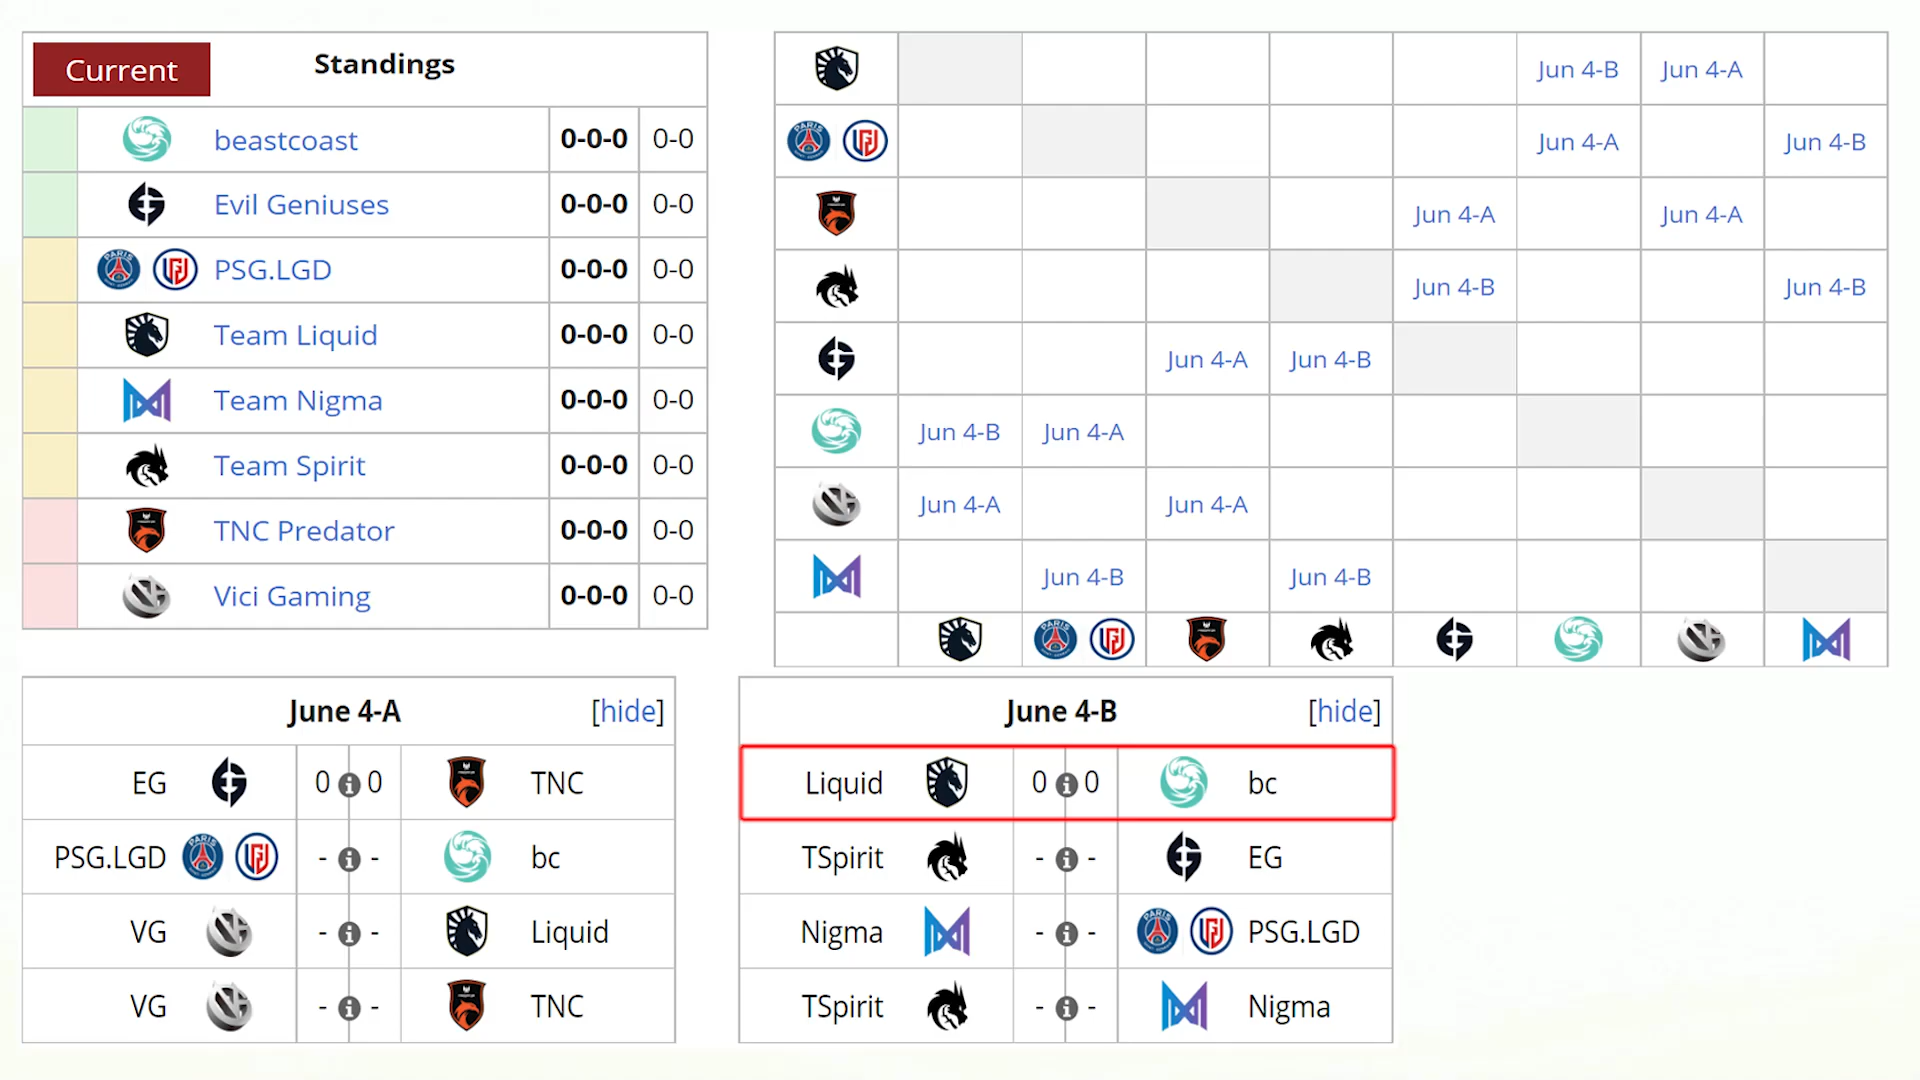 Current Standings
beastcoast 0-0-0 0-0
Evil Geniuses 0-0-0 0-0
PSG.LGD 0-0-0 0-0
Team Liquid 0-0-0 0-0
Team Nigma 0-0-0 0-0
Team Spirit 0-0-0 0-0
TNC Predator 0-0-0 0-0
Vici Gaming 0-0-0 0-0
Jun 4-B Jun 4-A
PARIS Jun 4-A Jun 4-B
Jun 4-A Jun 4-A
Jun 4-B Jun 4-B
Jun 4-A Jun 4-B
Jun 4-B Jun 4-A
Jun 4-A Jun 4-A
Jun 4-B Jun 4-B
June 4-A [hide]
EG 0 0 TNC
PSG.LGD - - bc
VG - - Liquid
VG - - TNC
June 4-B [hide]
Liquid 0 0 bc
TSpirit - - EG
Nigma - - PSG.LGD
TSpirit - - Nigma